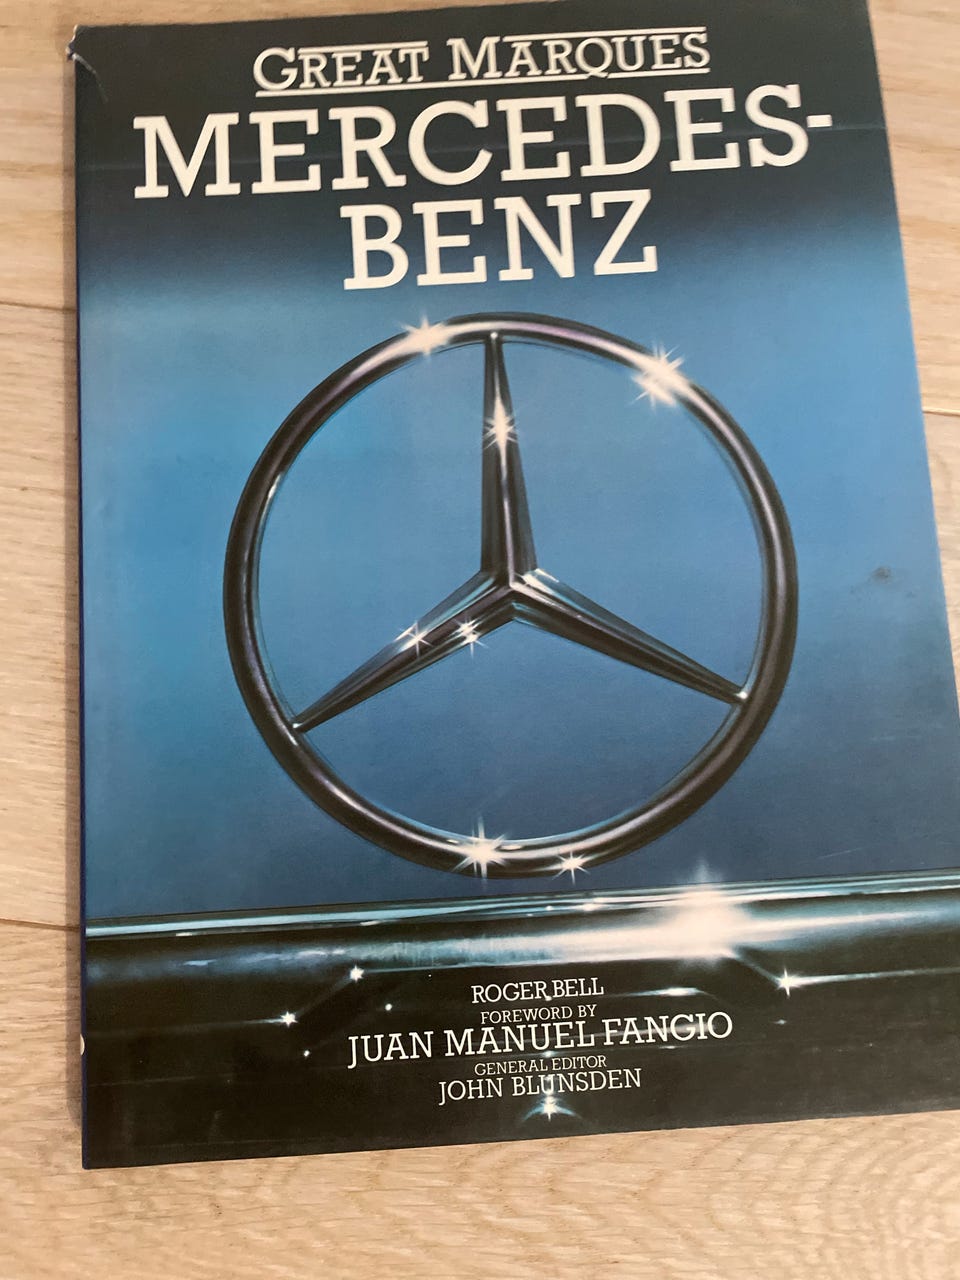 GREAT MARQUES
MERCEDES-
BENZ
ROGER BELL
FOREWORD BY
JUAN MANUEL FANGIO
GENERAL EDITOR
JOHN BLUNSDEN